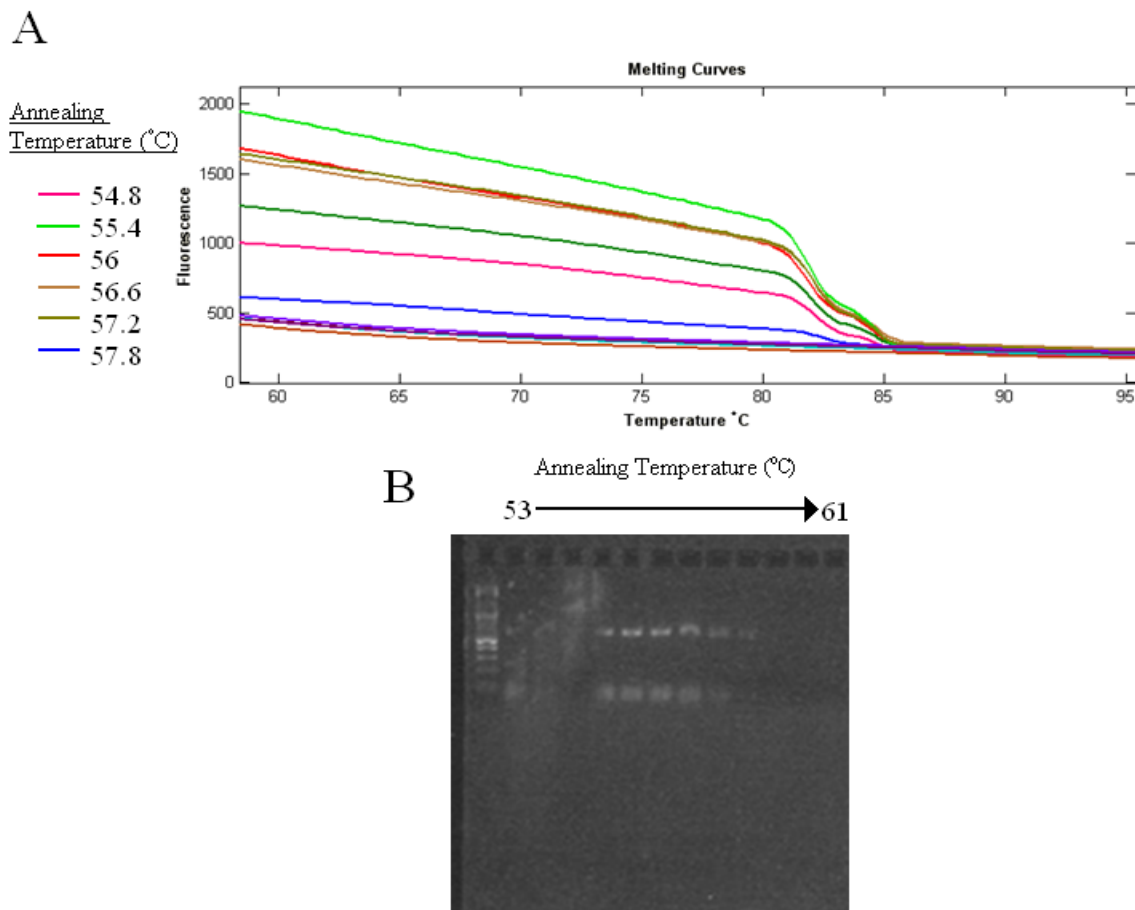 A
Melting Curves
Annealing
Temperature (°C)
54.8
55.4
56
56.6
57.2
57.8
Fluorescence
2000
1500
1000
500
0
60 65 70 75 80 85 90 95
Temperature °C
B
Annealing Temperature (°C)
53 61